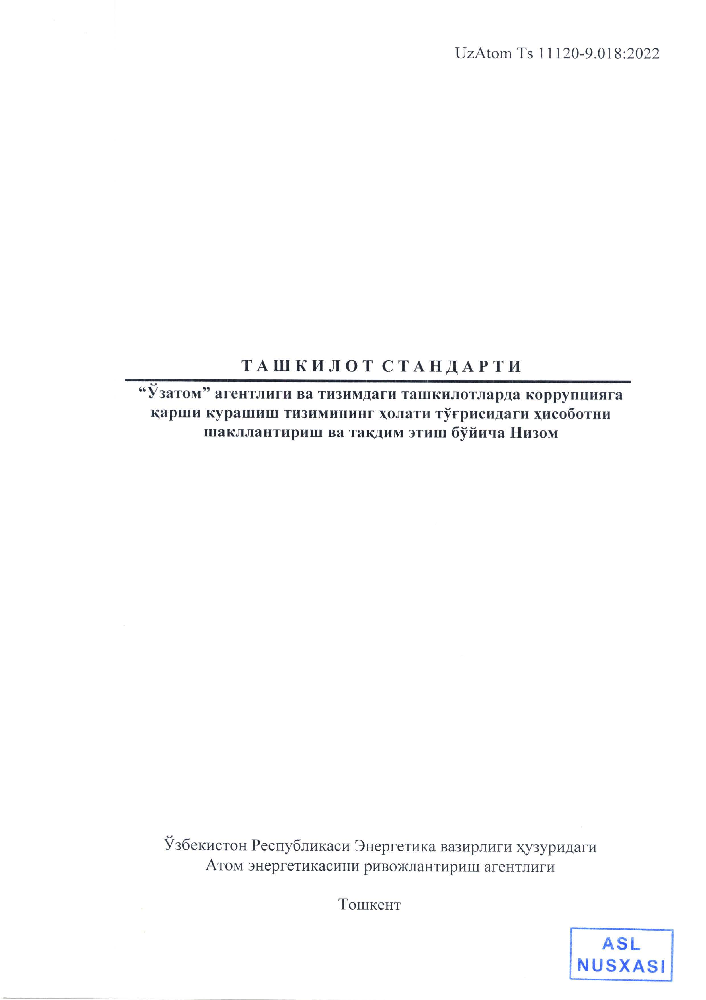 UzAtom Ts 11120-9.018:2022
Т А Ш К И Л О Т С Т А Н Д А Р Т И
“Ўзатом” агентлиги ва тизимдаги ташкилотларда коррупцияга
қарши курашиш тизимининг ҳолати тўғрисидаги ҳисоботни
шакллантириш ва тақдим этиш бўйича Низом
Ўзбекистон Республикаси Энергетика вазирлиги ҳузуридаги
Атом энергетикасини ривожлантириш агентлиги
Тошкент
ASL
NUSXASI